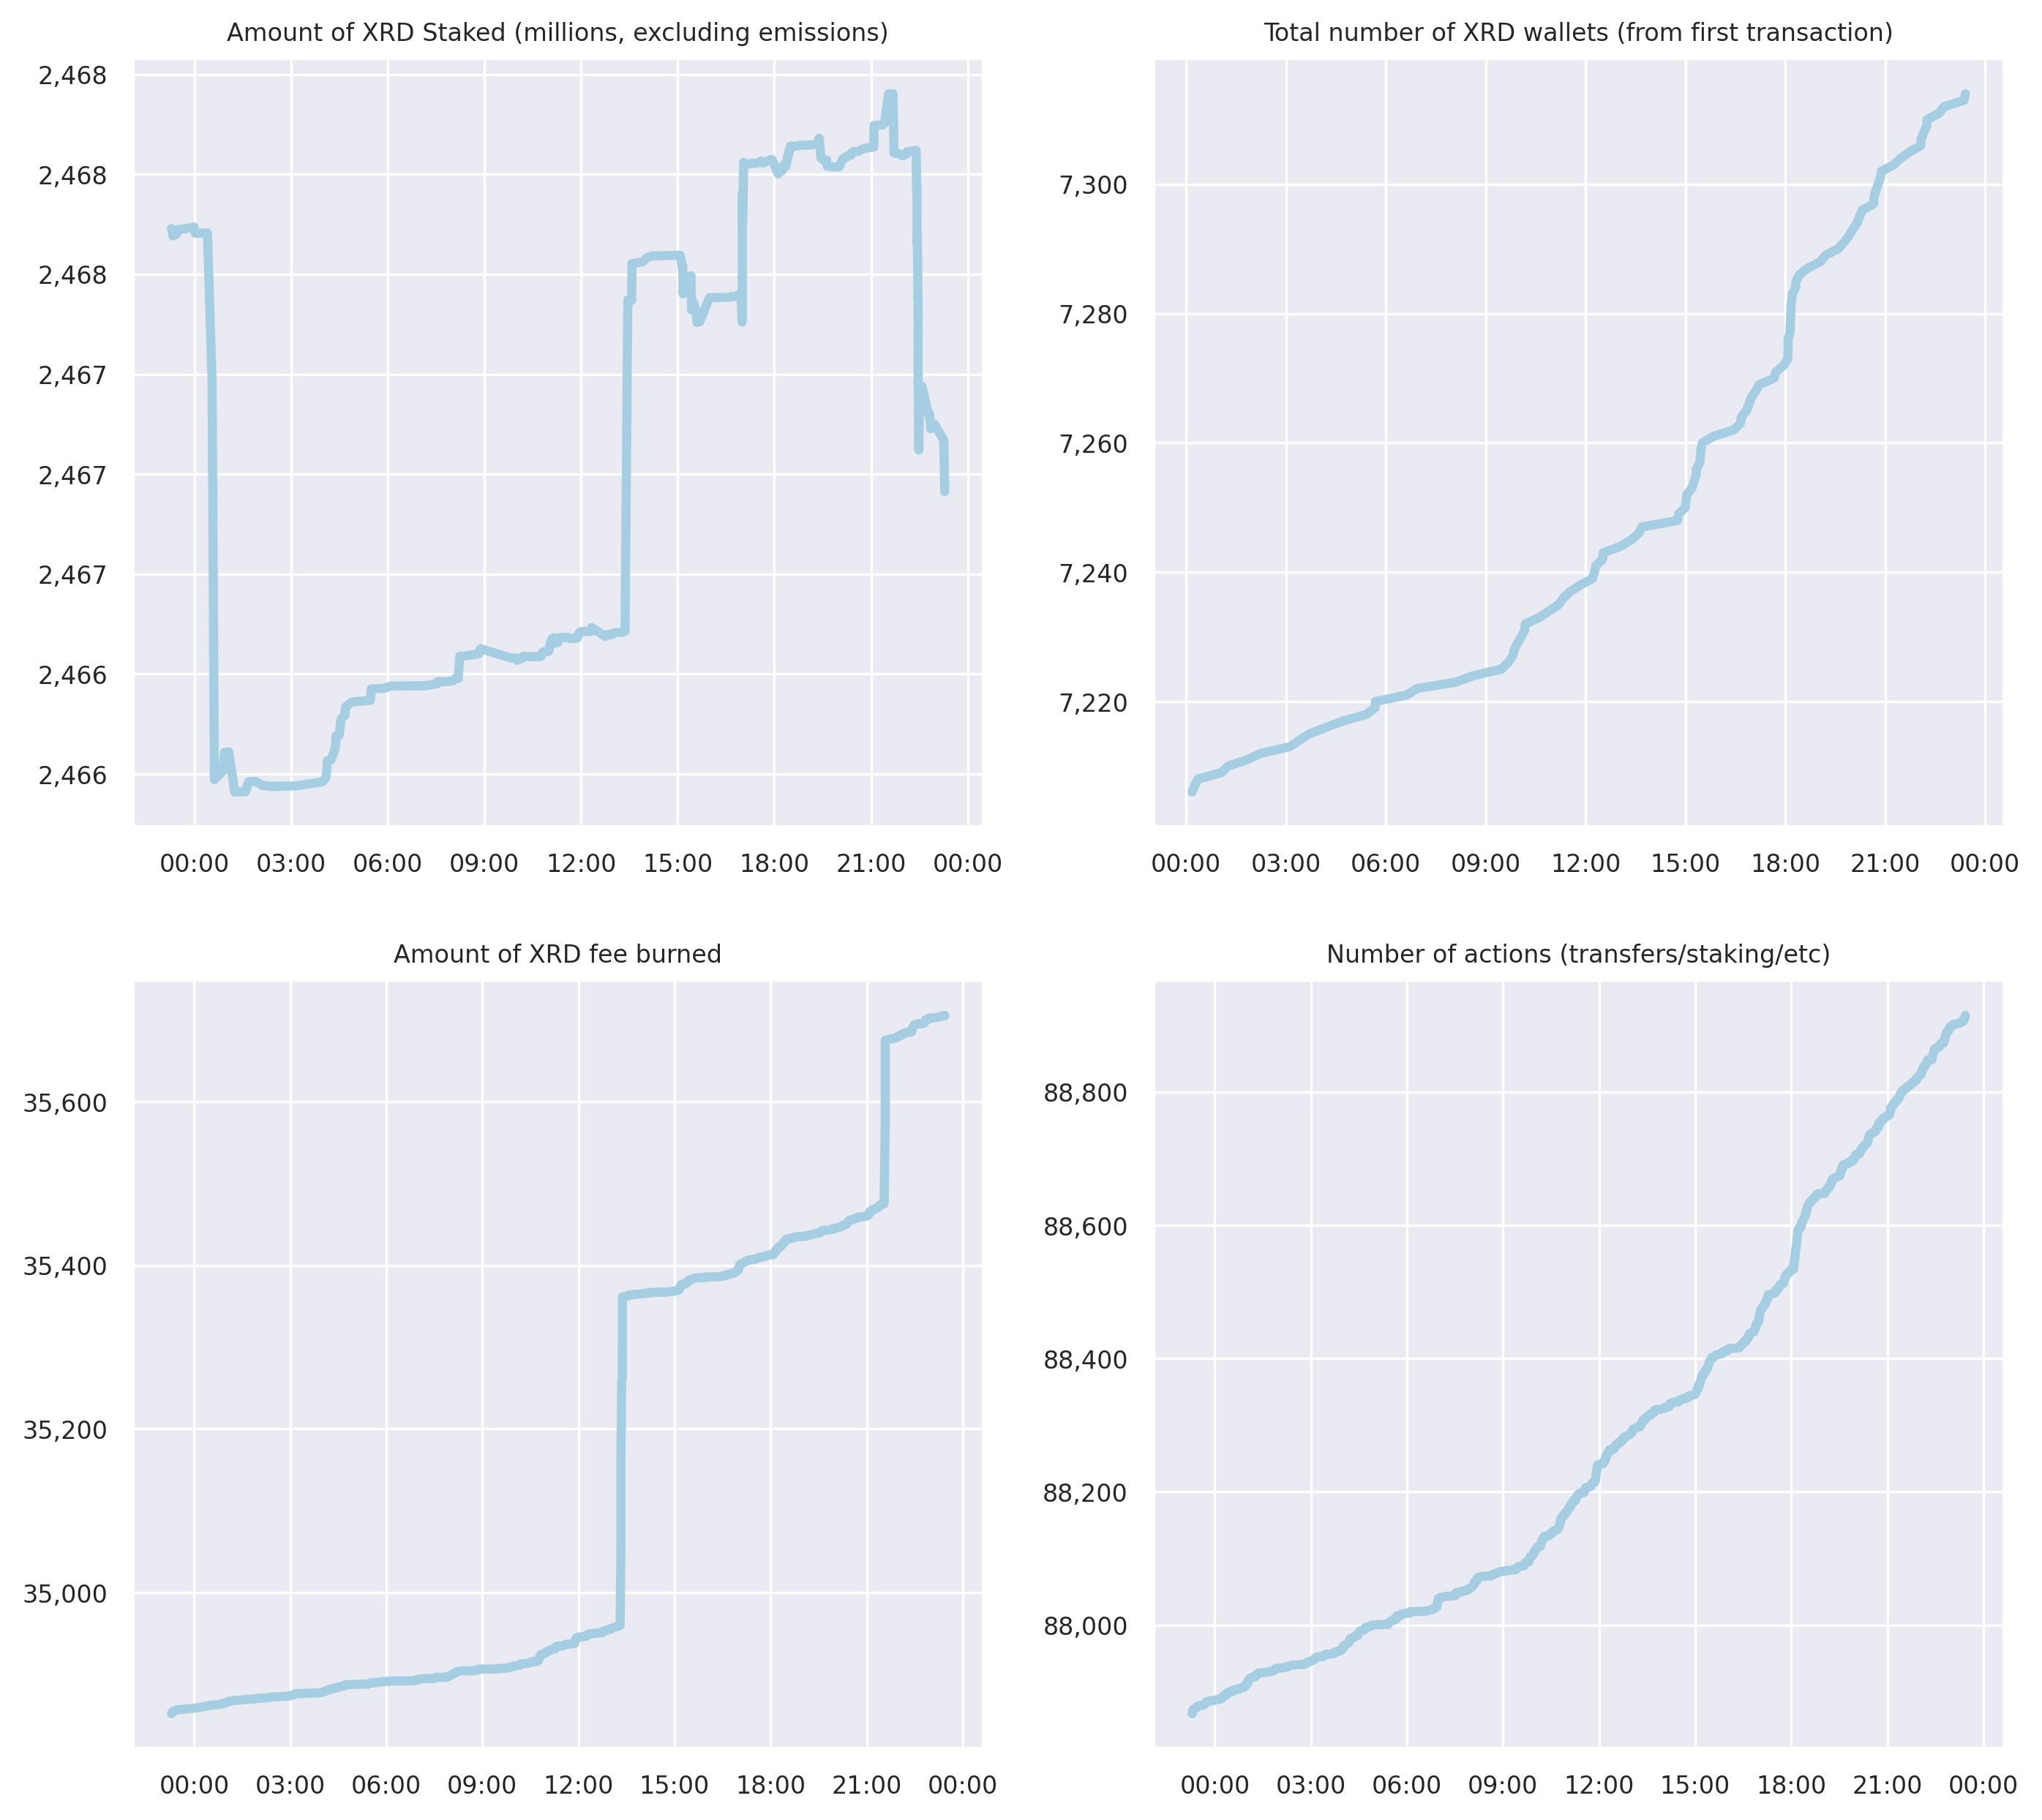 Amount of XRD Staked (millions, excluding emissions)
2,468
2,468
2,468
2,467
2,467
2,467
2,466
2,466
00:00 03:00 06:00 09:00 12:00 15:00 18:00 21:00 00:00
Total number of XRD wallets (from first transaction)
7,300
7,280
7,260
7,240
7,220
00:00 03:00 06:00 09:00 12:00 15:00 18:00 21:00 00:00
Amount of XRD fee burned
35,600
35,400
35,200
35,000
00:00 03:00 06:00 09:00 12:00 15:00 18:00 21:00 00:00
Number of actions (transfers/staking/etc)
88,800
88,600
88,400
88,200
88,000
00:00 03:00 06:00 09:00 12:00 15:00 18:00 21:00 00:00